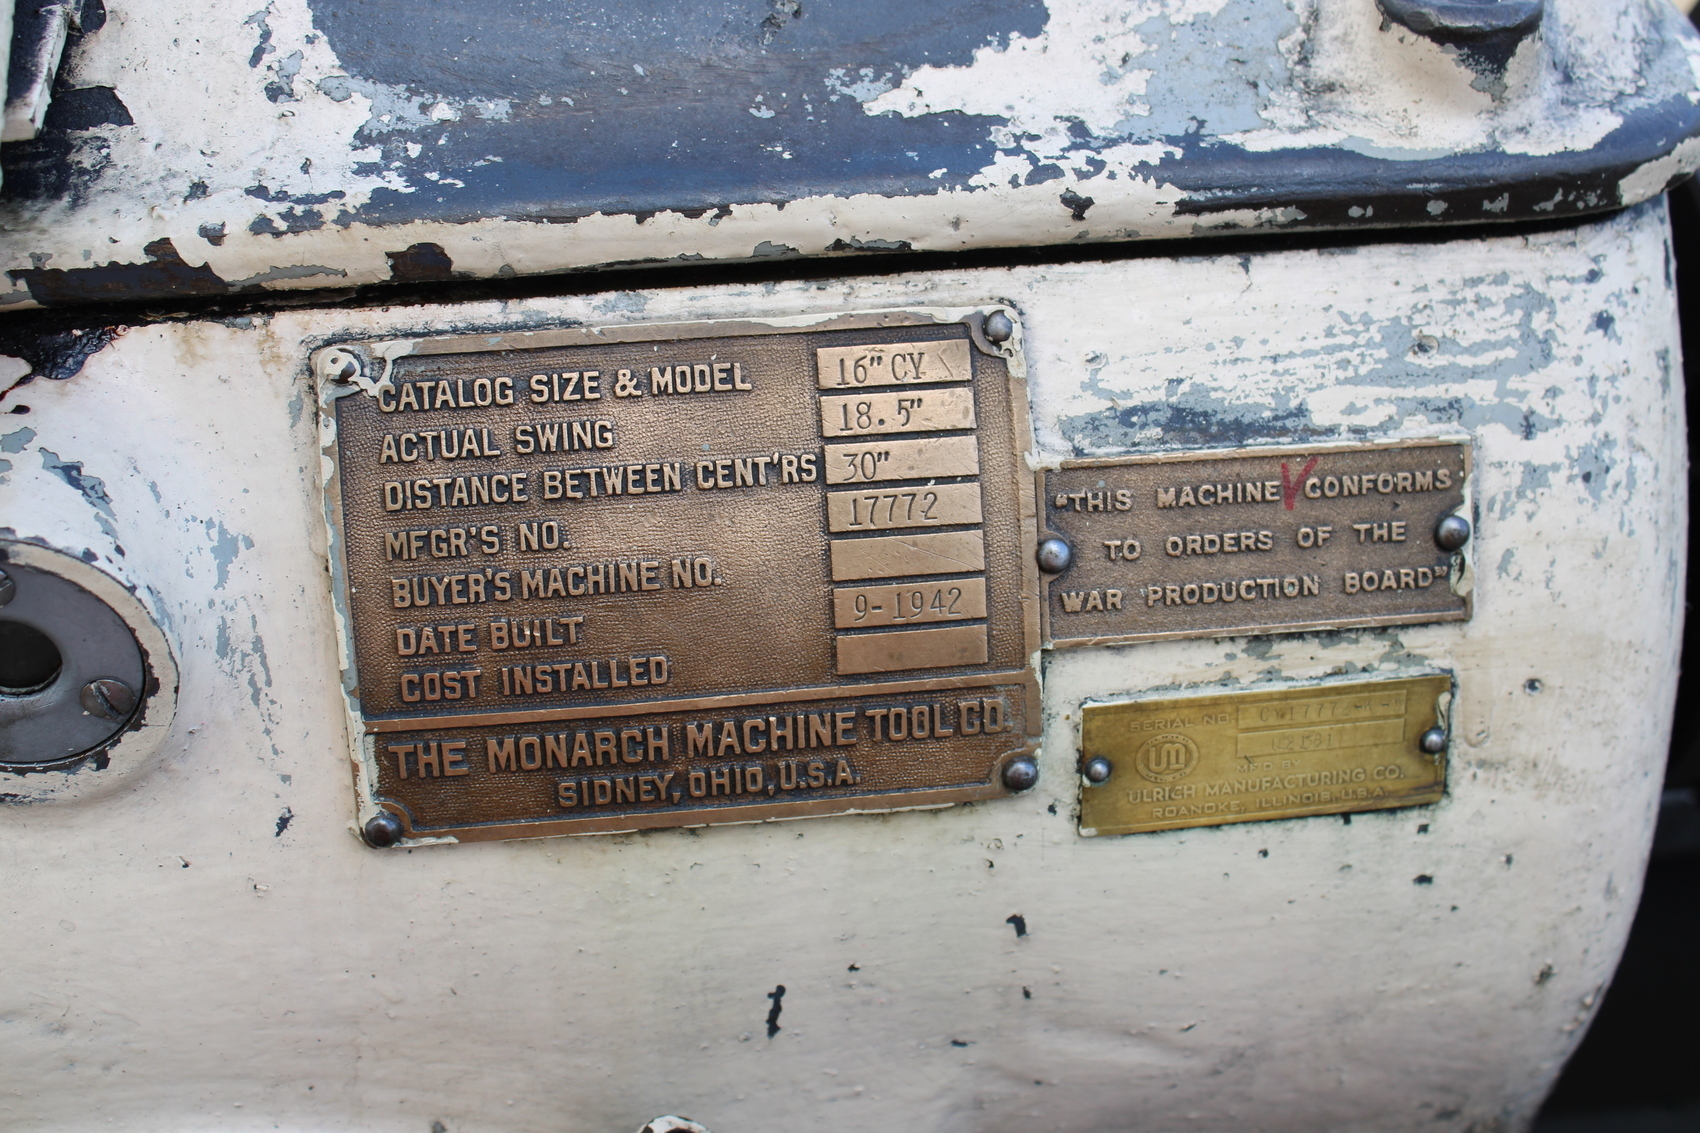 CATALOG SIZE & MODEL 16" CY
ACTUAL SWING 18.5"
DISTANCE BETWEEN CENT'RS 30"
MFGR'S NO. 17772
BUYER'S MACHINE NO.
DATE BUILT 9-1942
COST INSTALLED
THE MONARCH MACHINE TOOL CO.
SIDNEY, OHIO, U.S.A.
"THIS MACHINE CONFORMS
TO ORDERS OF THE
WAR PRODUCTION BOARD"
SERIAL NO.
UM
MFD BY
ULRICH MANUFACTURING CO.
ROANOKE, ILLINOIS, U.S.A.